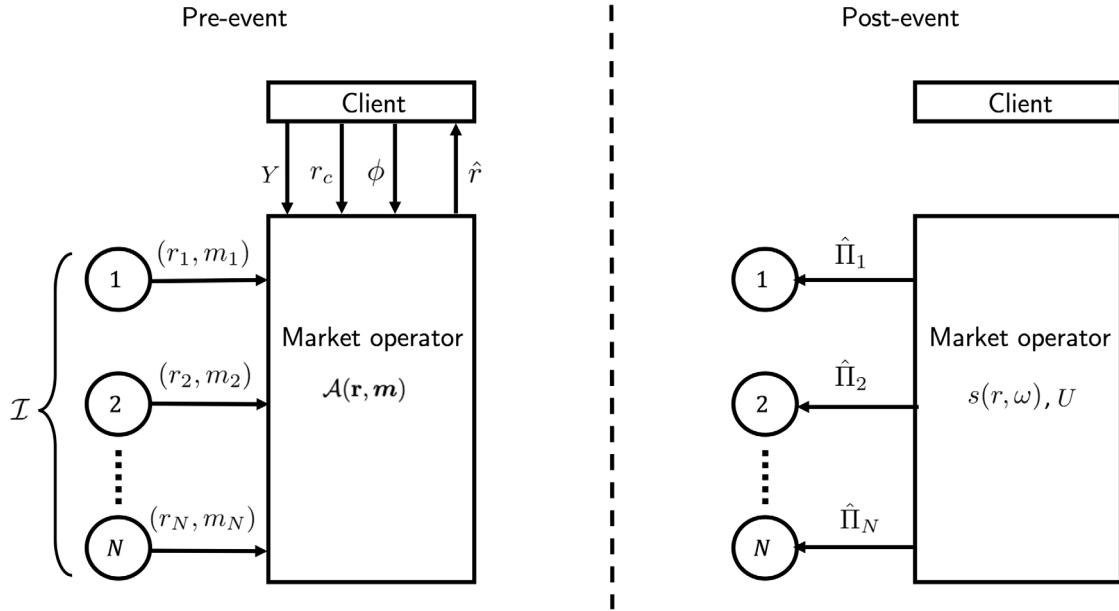 Pre-event
Post-event
Client
Client
Y
r_c
ϕ
r̂
(r_1, m_1)
1
Π̂_1
1
Market operator
𝒜(r, m)
Market operator
s(r, ω), U
(r_2, m_2)
ℐ
2
Π̂_2
2
(r_N, m_N)
N
Π̂_N
N